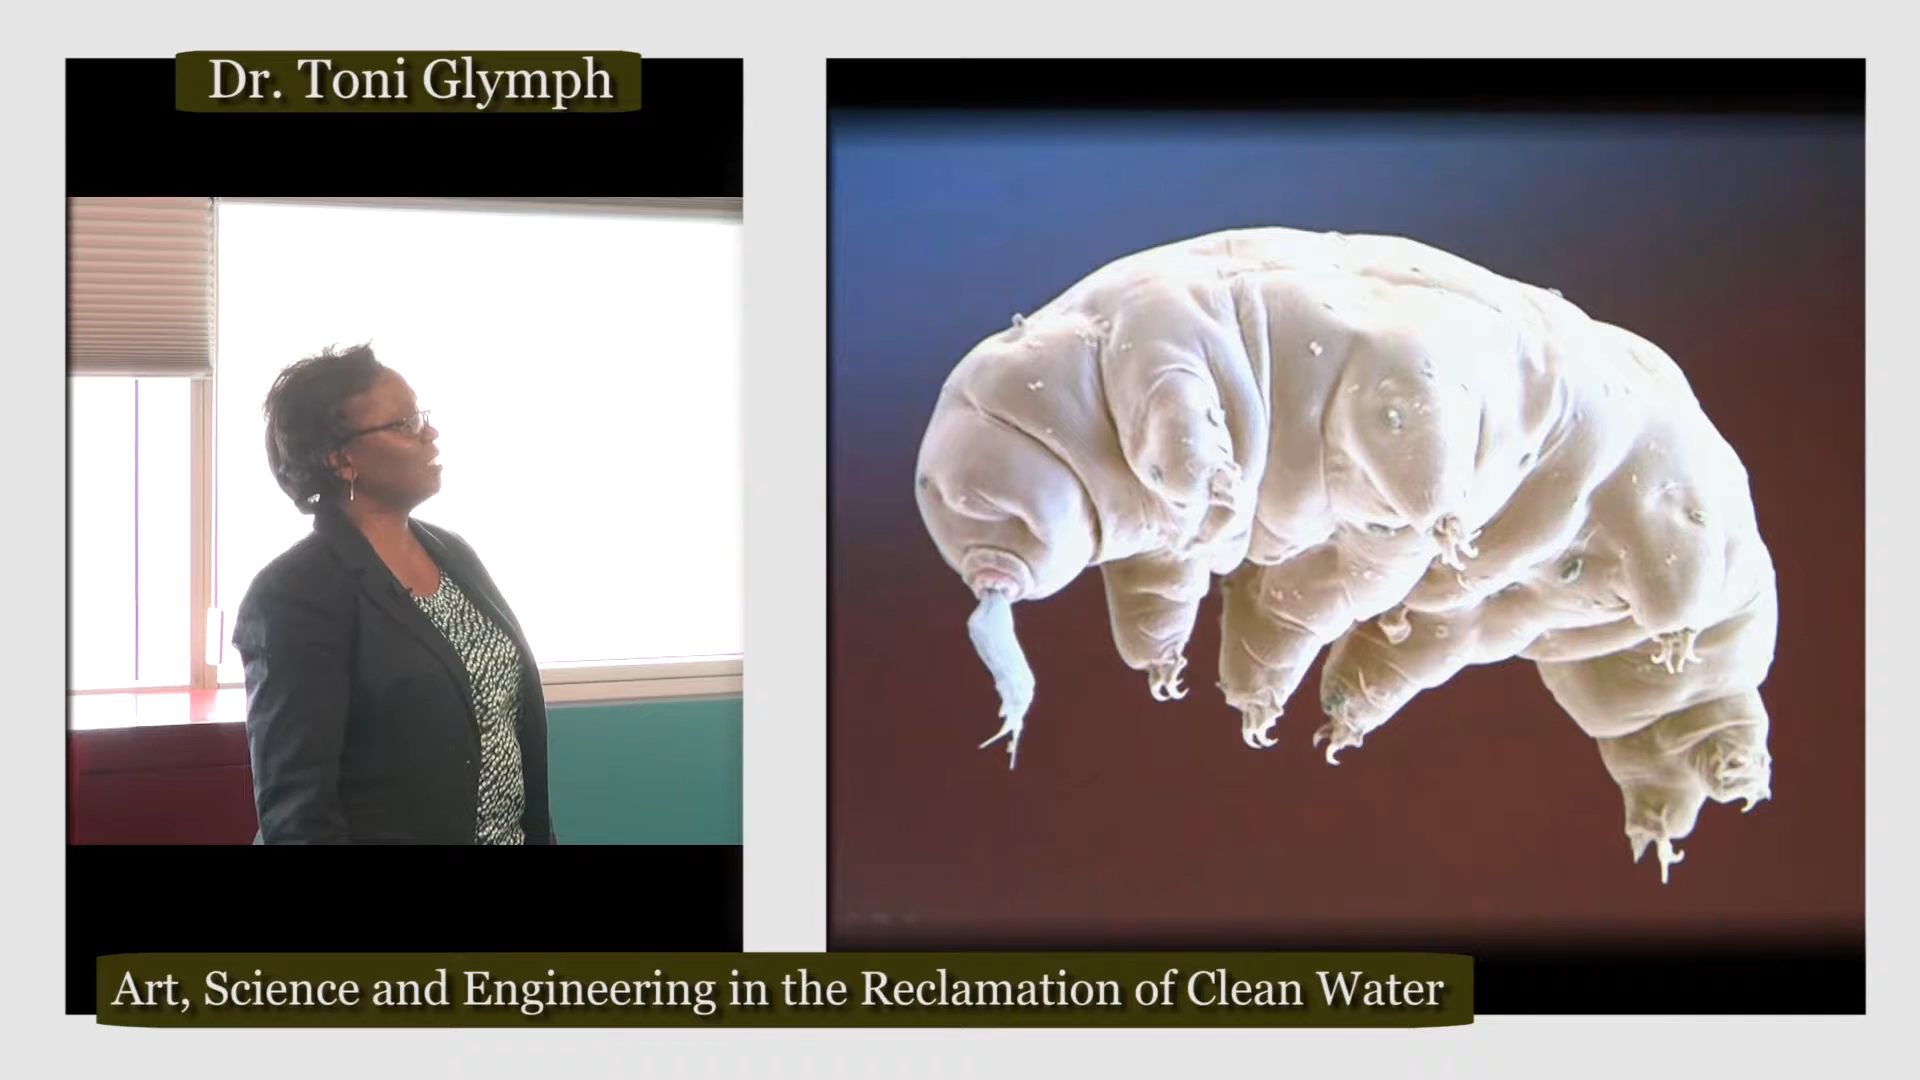 Dr. Toni Glymph
Art, Science and Engineering in the Reclamation of Clean Water